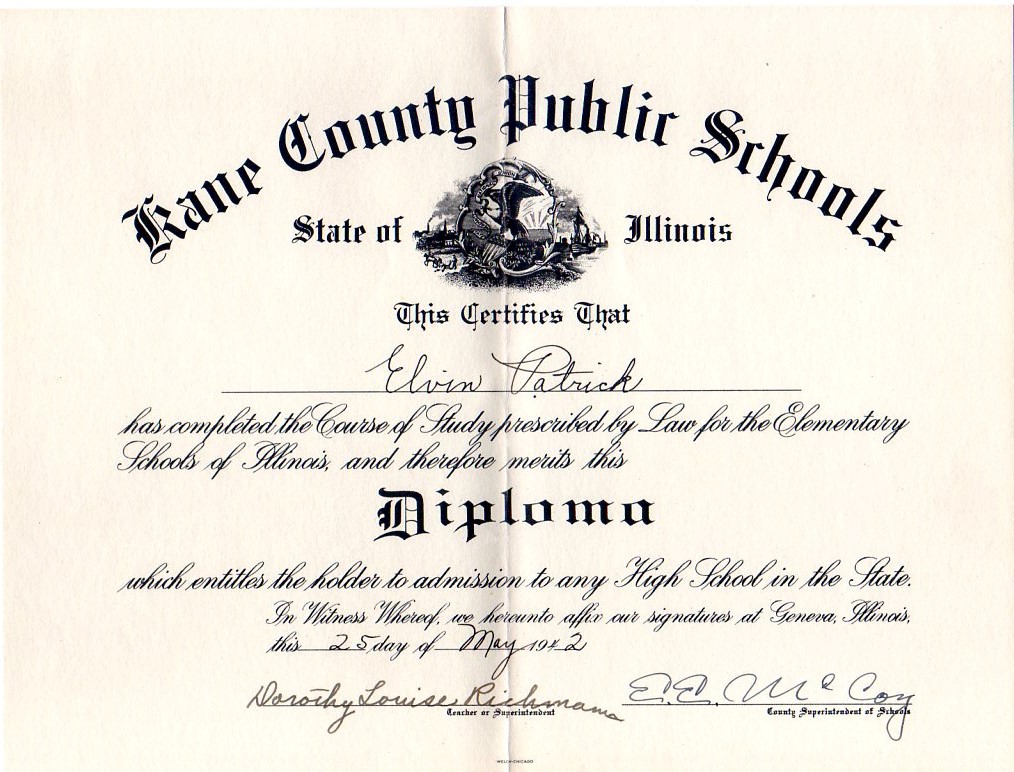 Kane County Public Schools
State of Illinois
This Certifies That
Elvin Patrick
has completed the Course of Study prescribed by Law for the Elementary
Schools of Illinois, and therefore merits this
Diploma
which entitles the holder to admission to any High School in the State.
In Witness Whereof, we hereunto affix our signatures at Geneva, Illinois,
this 25 day of May 1942
Dorothy Louise Richmann E. E. McCoy
Teacher or Superintendent County Superintendent of Schools
WELCH-CHICAGO